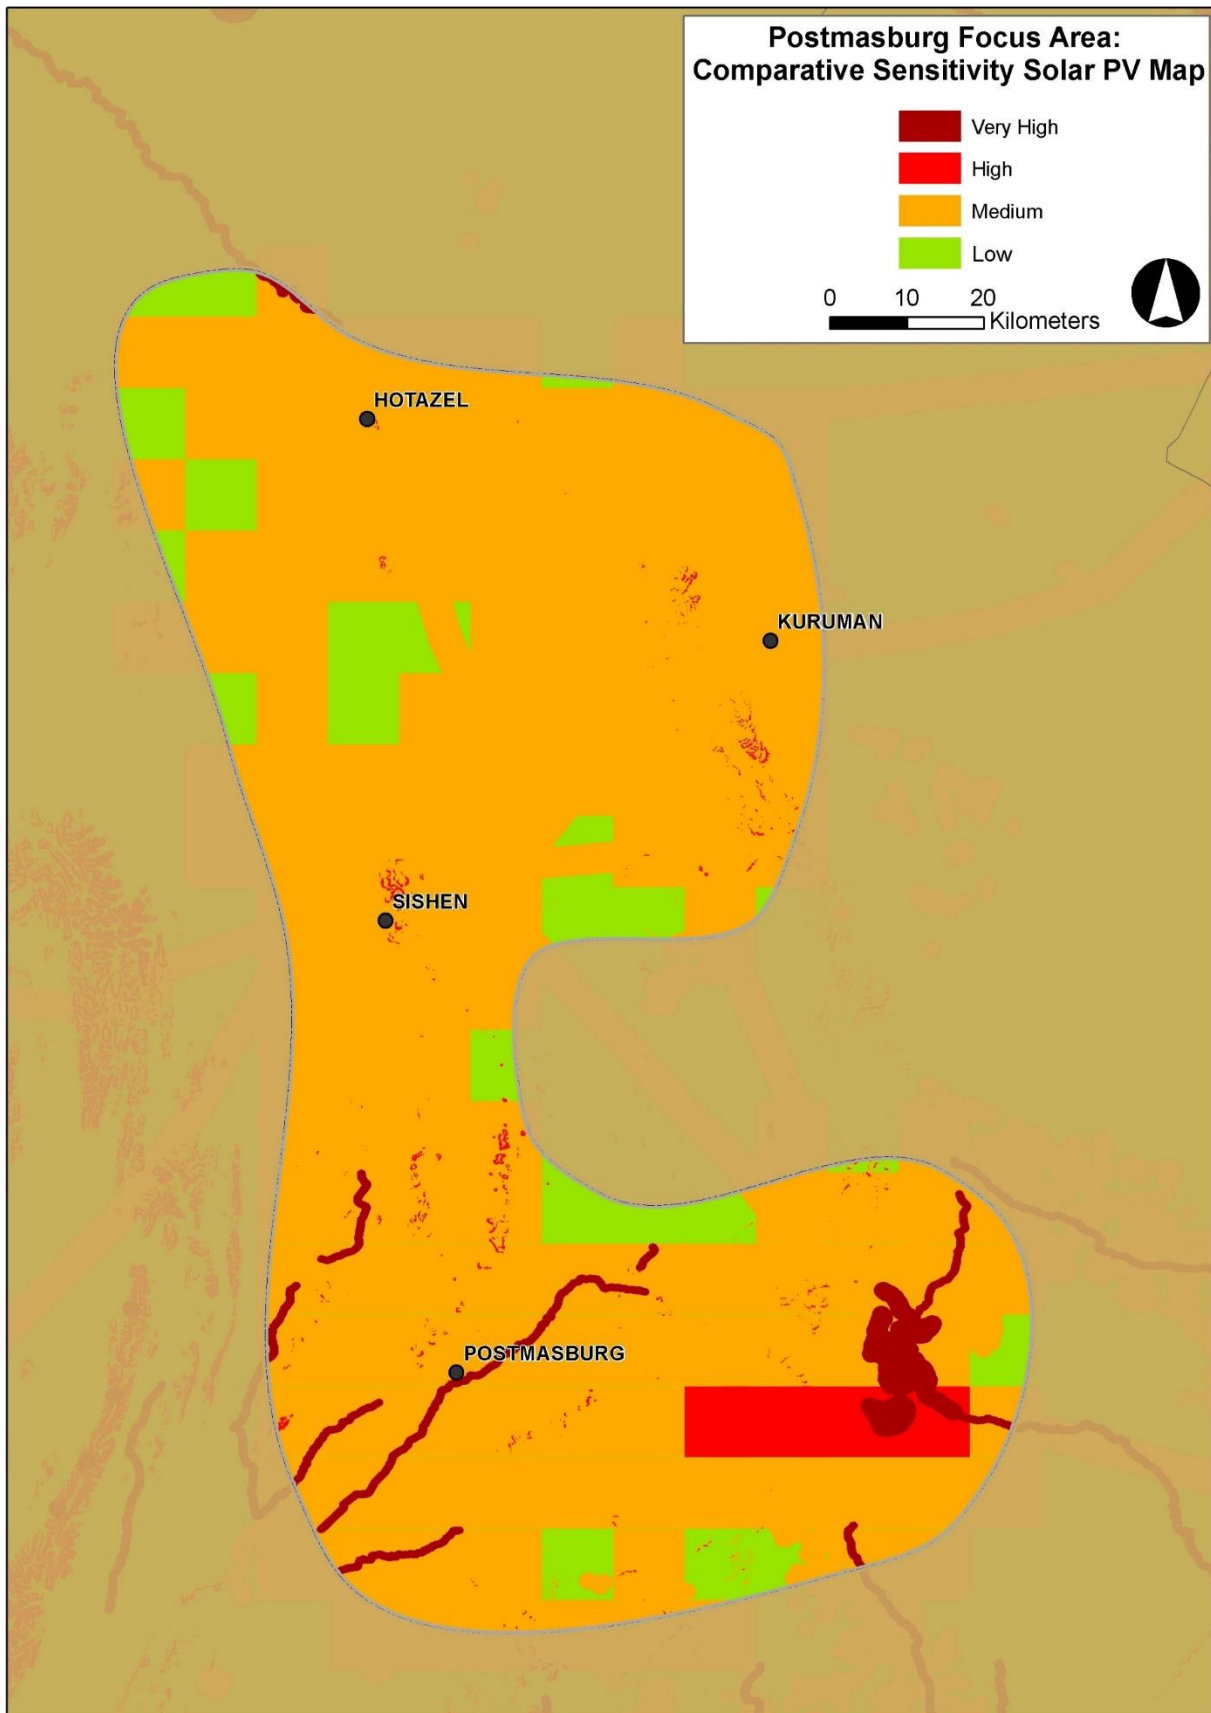 Postmasburg Focus Area:
Comparative Sensitivity Solar PV Map
Very High
High
Medium
Low
0 10 20
Kilometers
HOTAZEL
KURUMAN
SISHEN
POSTMASBURG